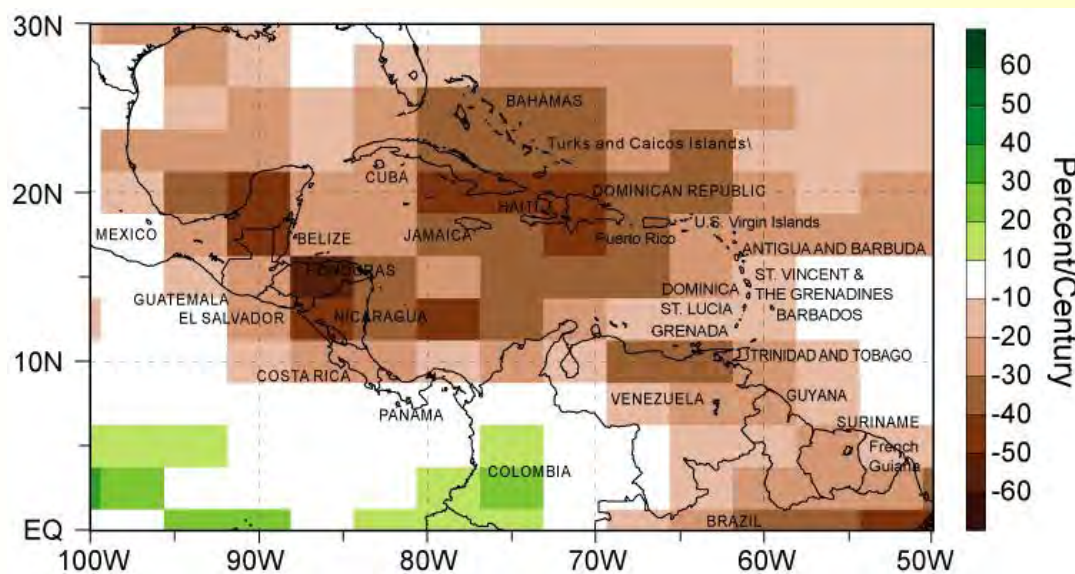 30N
60
50
BAHAMAS
40
Turks and Caicos Islands\
30
CUBA
20N
DOMINICAN REPUBLIC
20
HAITI
U.S. Virgin Islands
MEXICO
BELIZE
JAMAICA
Puerto Rico
10
ANTIGUA AND BARBUDA
HONDURAS
ST. VINCENT &
DOMINICA
THE GRENADINES
-10
GUATEMALA
ST. LUCIA
BARBADOS
EL SALVADOR
NICARAGUA
GRENADA
-20
10N
TRINIDAD AND TOBAGO
COSTA RICA
-30
VENEZUELA
GUYANA
PANAMA
-40
SURINAME
French
Guiana
-50
COLOMBIA
-60
EQ
BRAZIL
100W
90W
80W
70W
60W
50W
Percent/Century